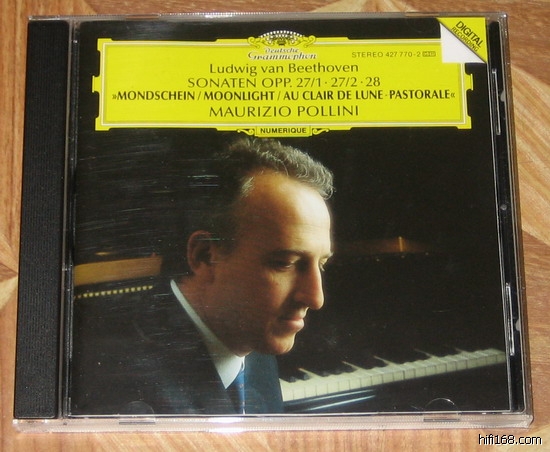 Deutsche
Grammophon
STEREO 427 770-2
DIGITAL
RECORDING
Ludwig van Beethoven
SONATEN OPP. 27/1 · 27/2 · 28
»MONDSCHEIN / MOONLIGHT / AU CLAIR DE LUNE - PASTORALE«
MAURIZIO POLLINI
NUMERIQUE
hifi168.com